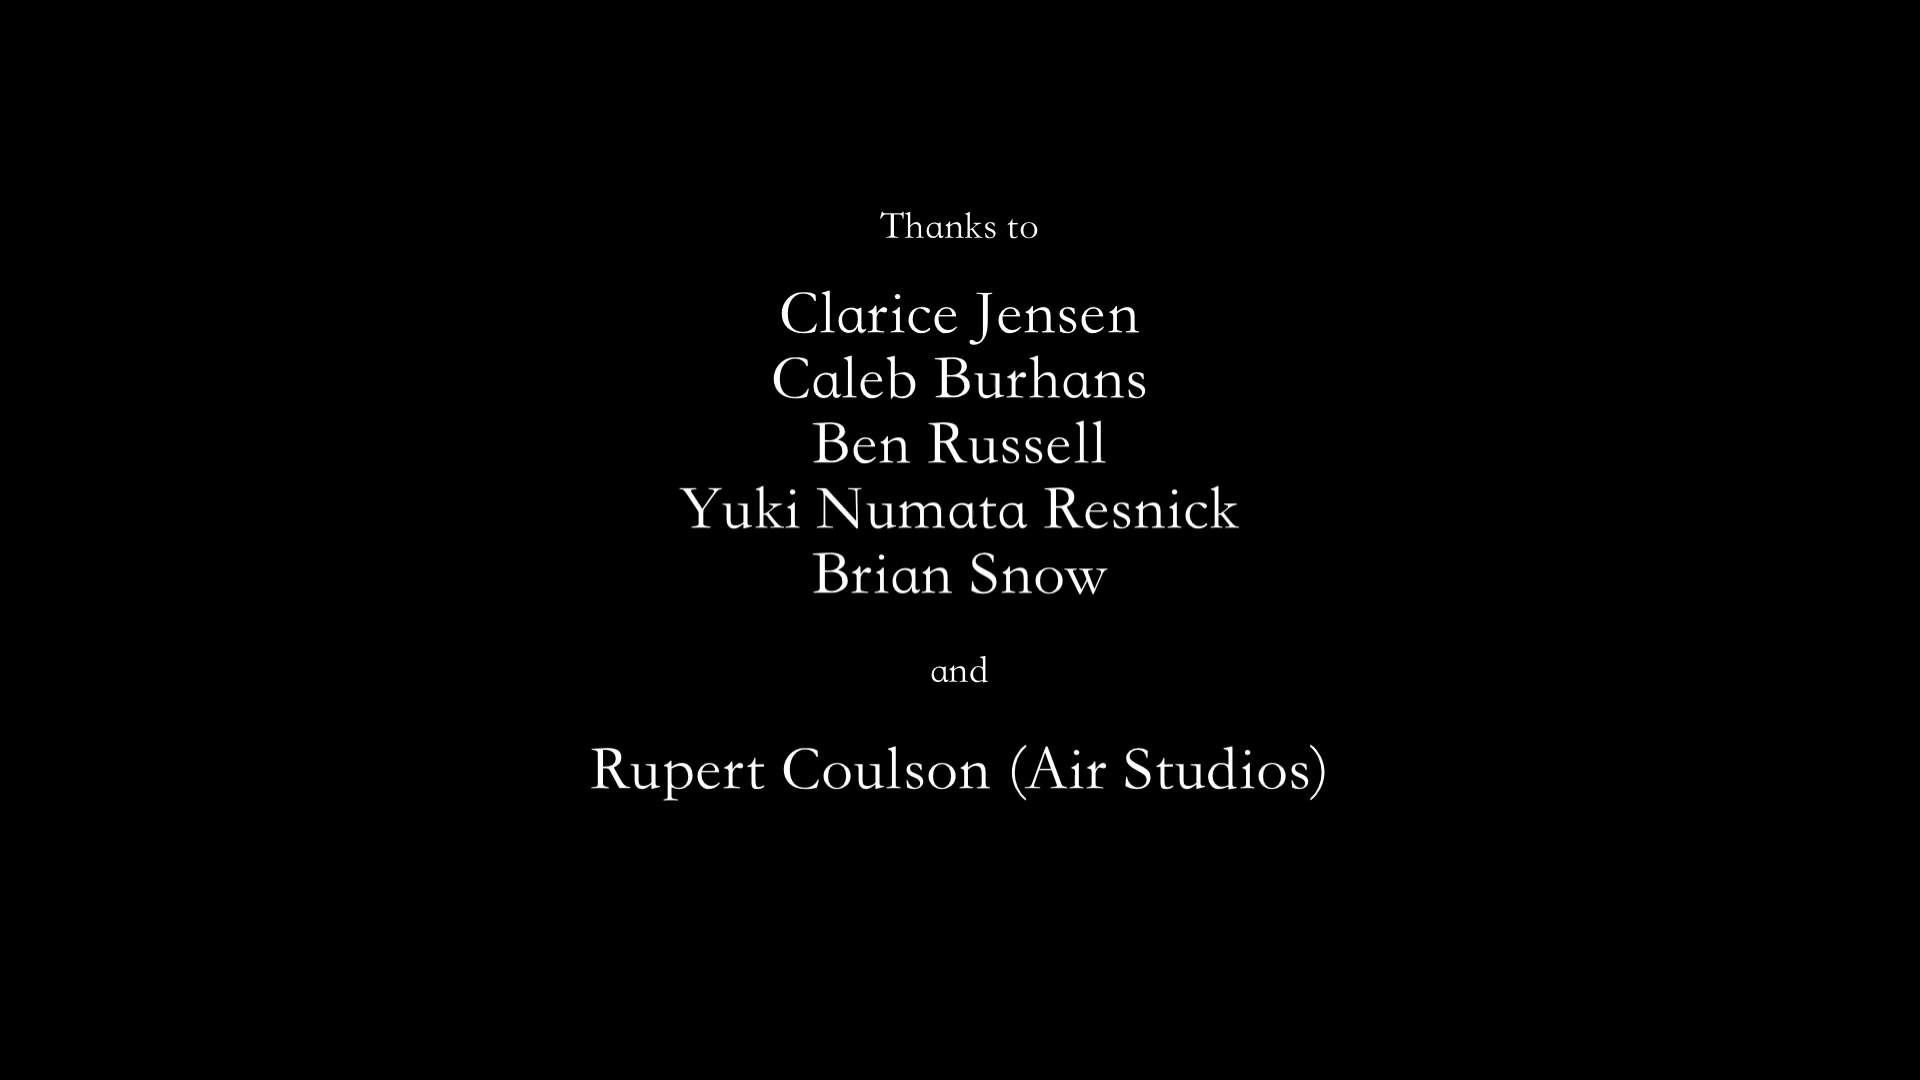 Thanks to
Clarice Jensen
Caleb Burhans
Ben Russell
Yuki Numata Resnick
Brian Snow
and
Rupert Coulson (Air Studios)